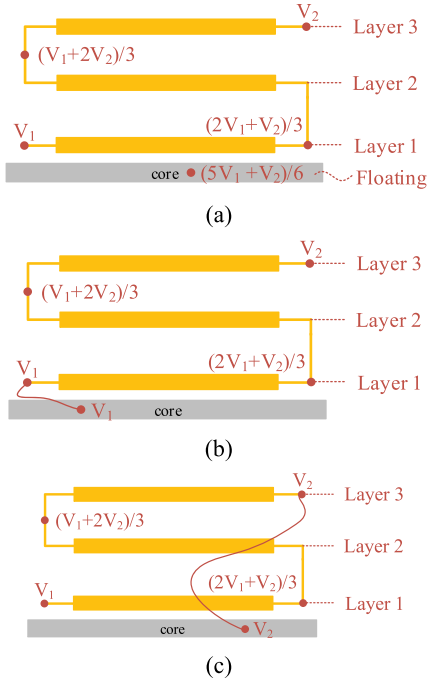 V₂
Layer 3
(V₁+2V₂)/3
Layer 2
V₁
(2V₁+V₂)/3
Layer 1
core
(5V₁+V₂)/6
Floating
(a)
V₂
Layer 3
(V₁+2V₂)/3
Layer 2
V₁
(2V₁+V₂)/3
Layer 1
V₁
core
(b)
V₂
Layer 3
(V₁+2V₂)/3
Layer 2
V₁
(2V₁+V₂)/3
Layer 1
core
V₂
(c)